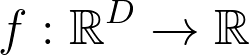 f : ℝ^D → ℝ